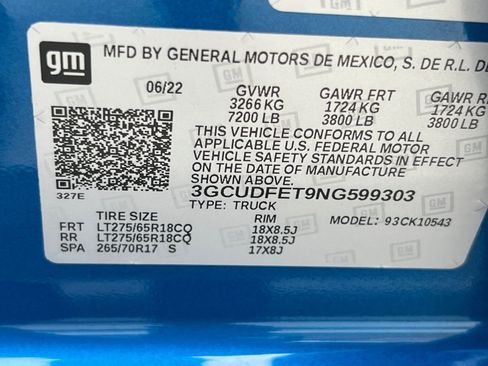 gm
MFD BY GENERAL MOTORS DE MEXICO, S. DE R.L. DE
06/22 GVWR GAWR FRT GAWR
3266 KG 1724 KG 1724 KG
7200 LB 3800 LB 3800 LB
THIS VEHICLE CONFORMS TO ALL
APPLICABLE U.S. FEDERAL MOTOR
VEHICLE SAFETY STANDARDS IN EFFECT
ON THE DATE OF MANUFACTURE
SHOWN ABOVE.
327E 3GCUDFET9NG599303
TYPE: TRUCK MODEL: 93CK10543
TIRE SIZE RIM
FRT LT275/65R18CQ 18X8.5J
RR LT275/65R18CQ 18X8.5J
SPA 265/70R17 S 17X8J